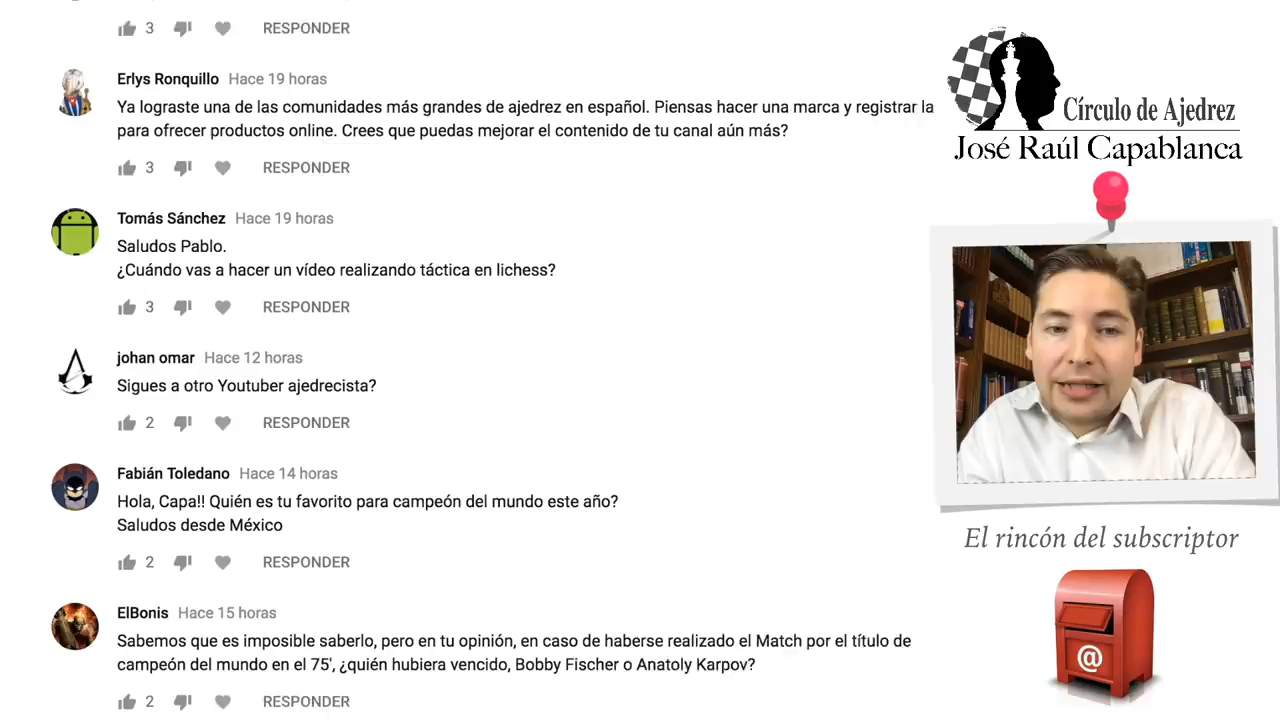 3 RESPONDER
Erlys Ronquillo Hace 19 horas
Ya lograste una de las comunidades más grandes de ajedrez en español. Piensas hacer una marca y registrar la
para ofrecer productos online. Crees que puedas mejorar el contenido de tu canal aún más?
3 RESPONDER
Tomás Sánchez Hace 19 horas
Saludos Pablo.
¿Cuándo vas a hacer un vídeo realizando táctica en lichess?
3 RESPONDER
johan omar Hace 12 horas
Sigues a otro Youtuber ajedrecista?
2 RESPONDER
Fabián Toledano Hace 14 horas
Hola, Capa!! Quién es tu favorito para campeón del mundo este año?
Saludos desde México
2 RESPONDER
ElBonis Hace 15 horas
Sabemos que es imposible saberlo, pero en tu opinión, en caso de haberse realizado el Match por el título de
campeón del mundo en el 75', ¿quién hubiera vencido, Bobby Fischer o Anatoly Karpov?
2 RESPONDER
Círculo de Ajedrez
José Raúl Capablanca
El rincón del subscriptor
@